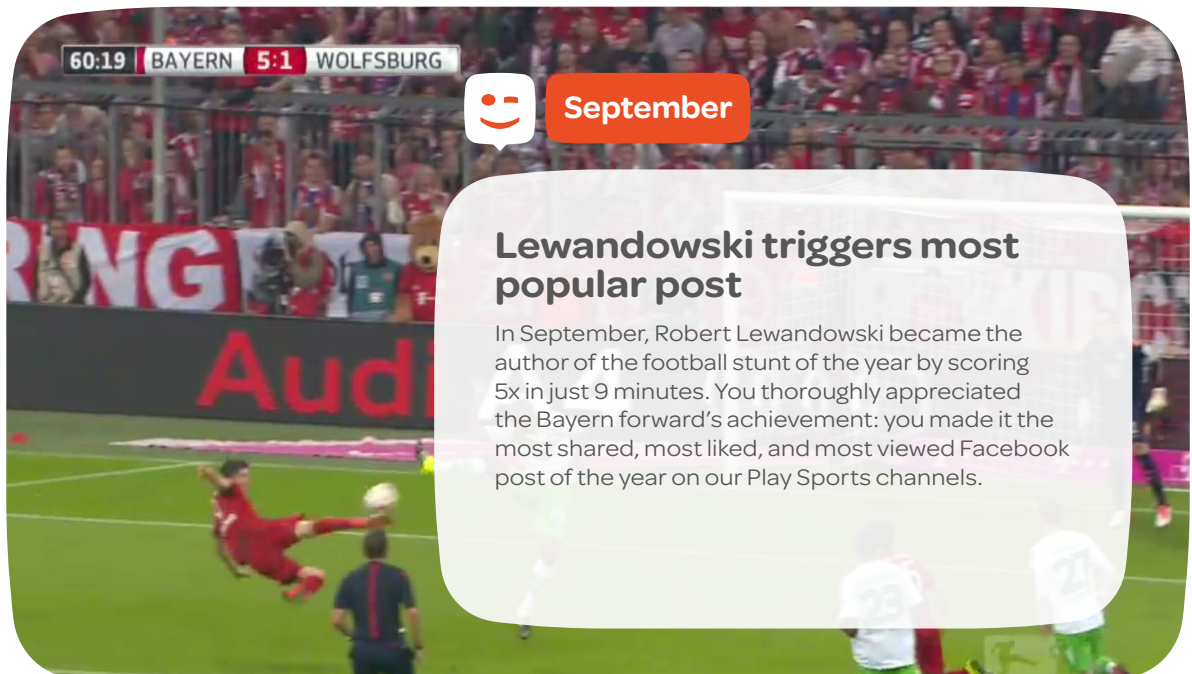 60:19 BAYERN 5:1 WOLFSBURG
September
Lewandowski triggers most
popular post
In September, Robert Lewandowski became the
author of the football stunt of the year by scoring
5x in just 9 minutes. You thoroughly appreciated
the Bayern forward’s achievement: you made it the
most shared, most liked, and most viewed Facebook
post of the year on our Play Sports channels.
NG
Audi
23
27